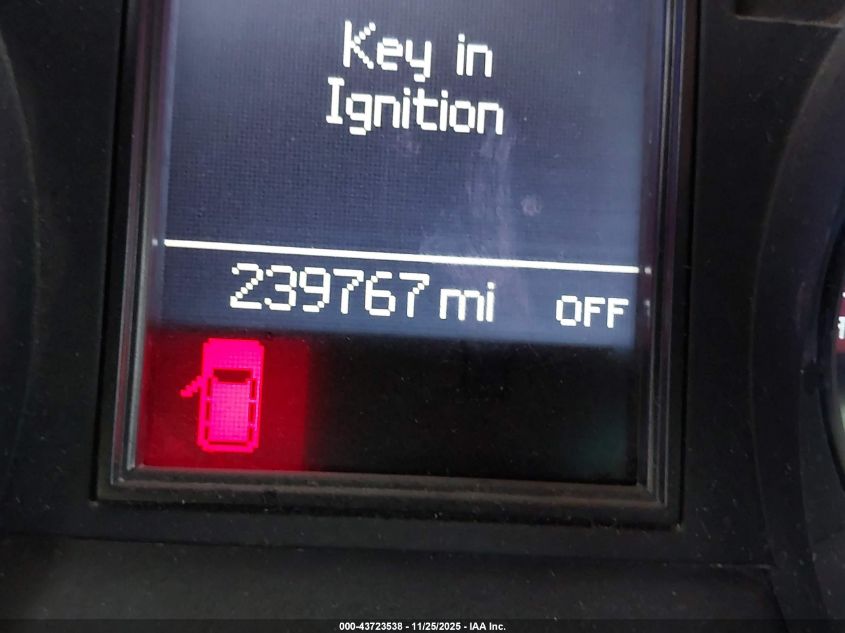 Key in
Ignition
239767 mi OFF
000-43723538 - 11/25/2025 - IAA Inc.